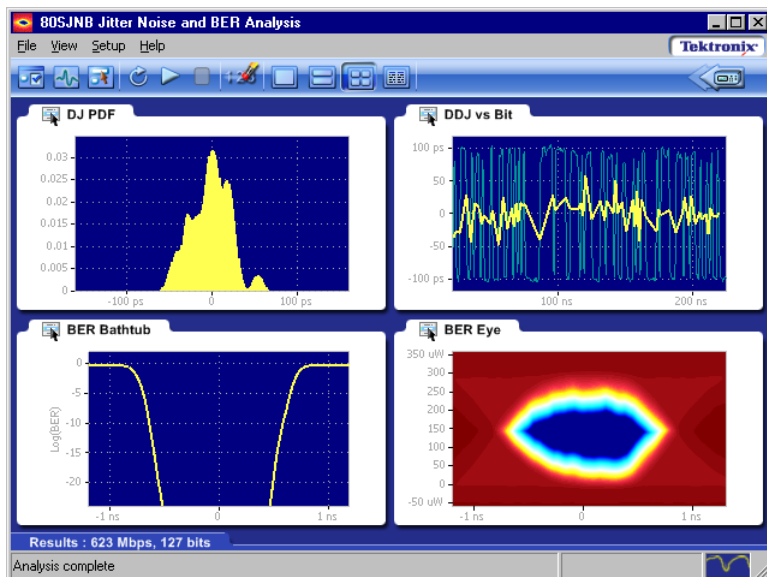 80SJNB Jitter Noise and BER Analysis
File View Setup Help
Tektronix
DJ PDF
0.03
0.025
0.02
0.015
0.01
0.005
0
-100 ps 0 100 ps
DDJ vs Bit
100 ps
50
0
-50
-100 ps
100 ns 200 ns
BER Bathtub
0
-5
-10
-15
-20
Log(BER)
-1 ns 0 1 ns
BER Eye
350 uW
300
250
200
150
100
50
0
-50 uW
-1 ns 0 1 ns
Results : 623 Mbps, 127 bits
Analysis complete